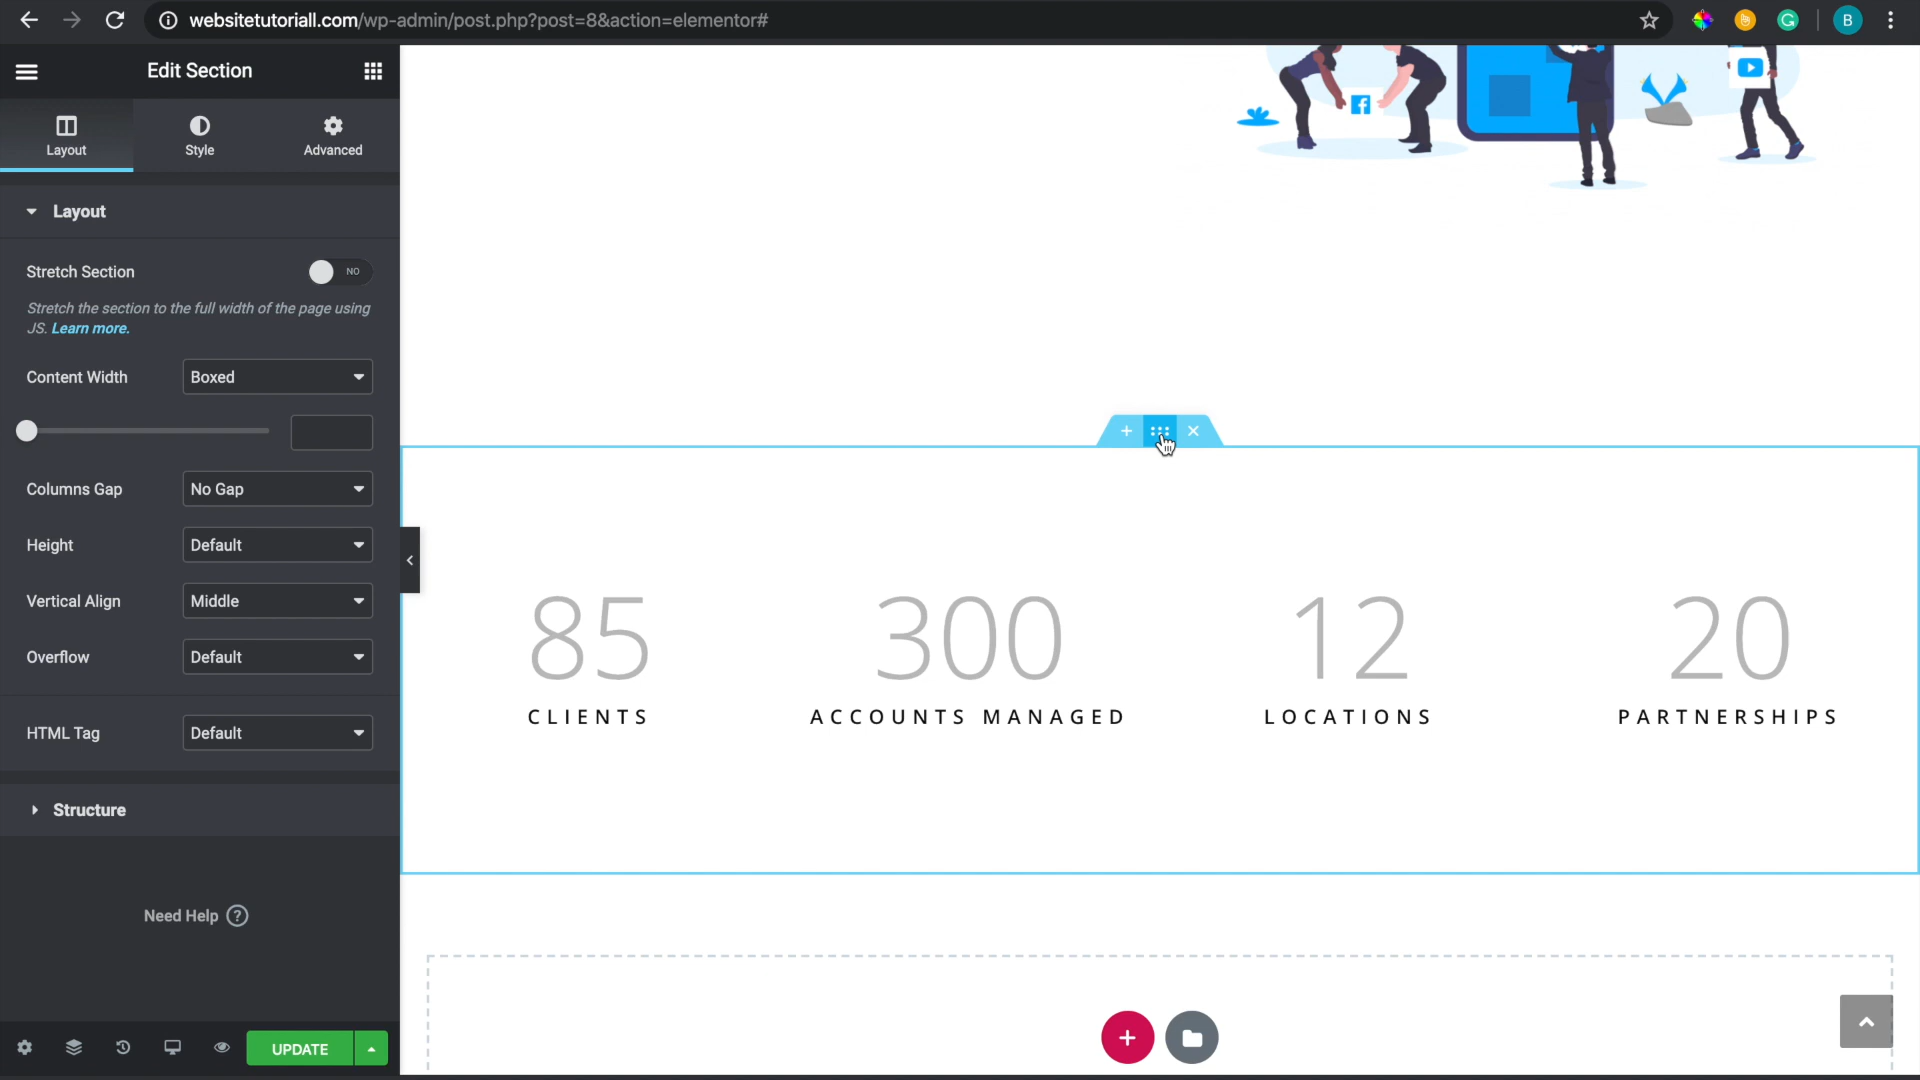 websitetutoriall.com/wp-admin/post.php?post=8&action=elementor#
B
Edit Section
Layout
Style
Advanced
Layout
Stretch Section
NO
Stretch the section to the full width of the page using
JS. Learn more.
Content Width
Boxed
Columns Gap
No Gap
Height
Default
Vertical Align
Middle
Overflow
Default
HTML Tag
Default
Structure
Need Help ?
UPDATE
85
CLIENTS
300
ACCOUNTS MANAGED
12
LOCATIONS
20
PARTNERSHIPS